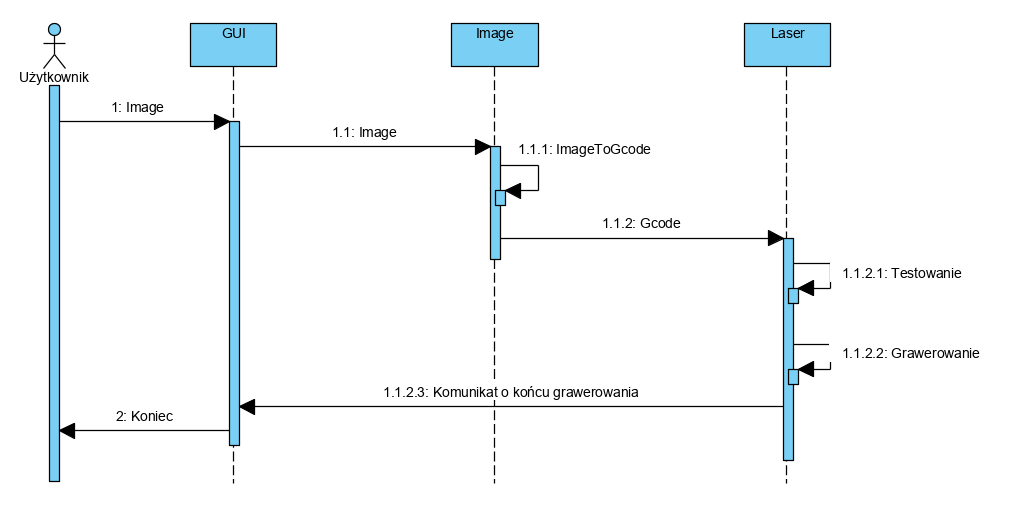 GUI
Image
Laser
Użytkownik
1: Image
1.1: Image
1.1.1: ImageToGcode
1.1.2: Gcode
1.1.2.1: Testowanie
1.1.2.2: Grawerowanie
1.1.2.3: Komunikat o końcu grawerowania
2: Koniec